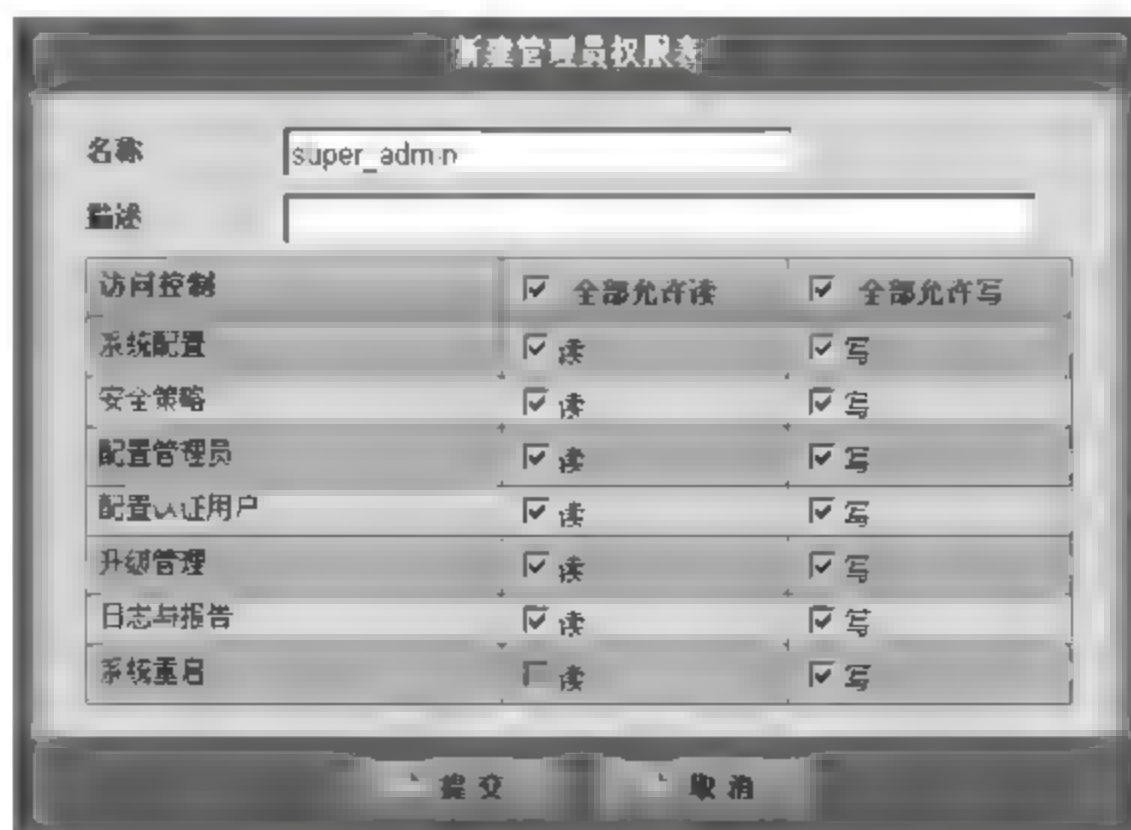 新建管理员权限表
名称 super_admin
描述
访问控制 全部允许读 全部允许写
系统配置 读 写
安全策略 读 写
配置管理员 读 写
配置认证用户 读 写
升级管理 读 写
日志与报告 读 写
系统重启 读 写
提交 取消